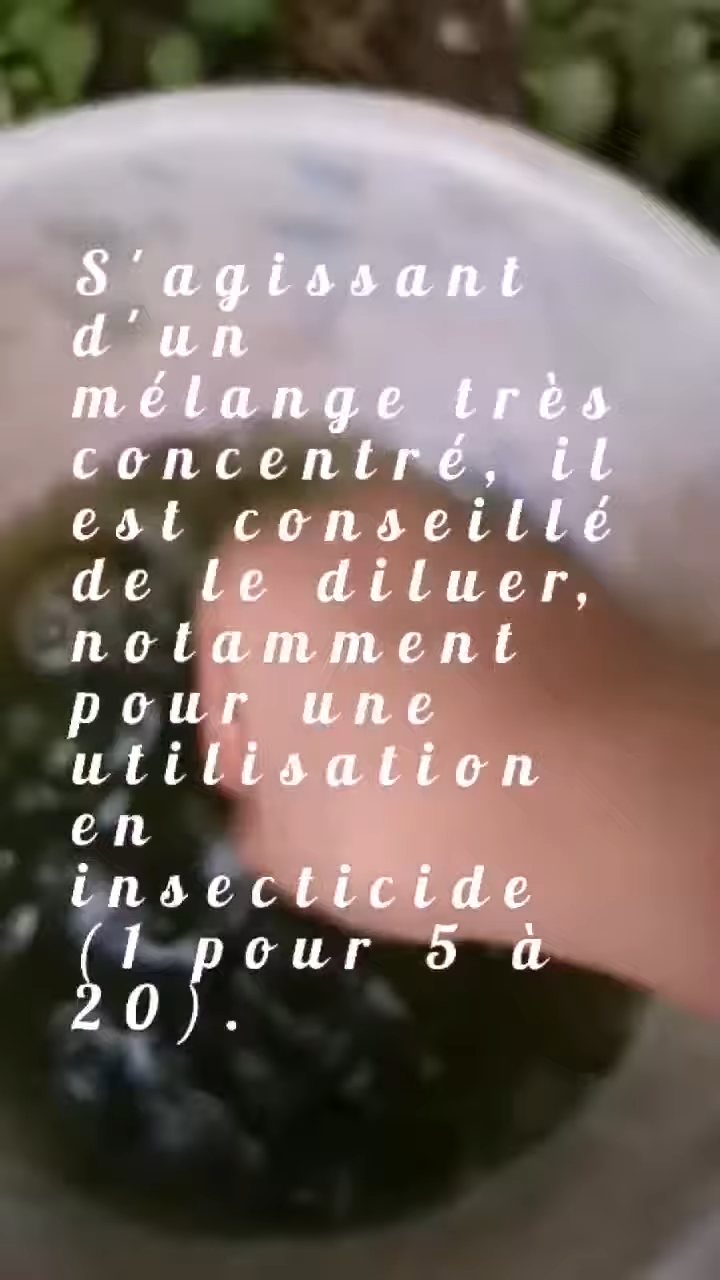 S'agissant
d'un
mélange très
concentré, il
est conseillé
de le diluer,
notamment
pour une
utilisation
en
insecticide
(1 pour 5 à
20).